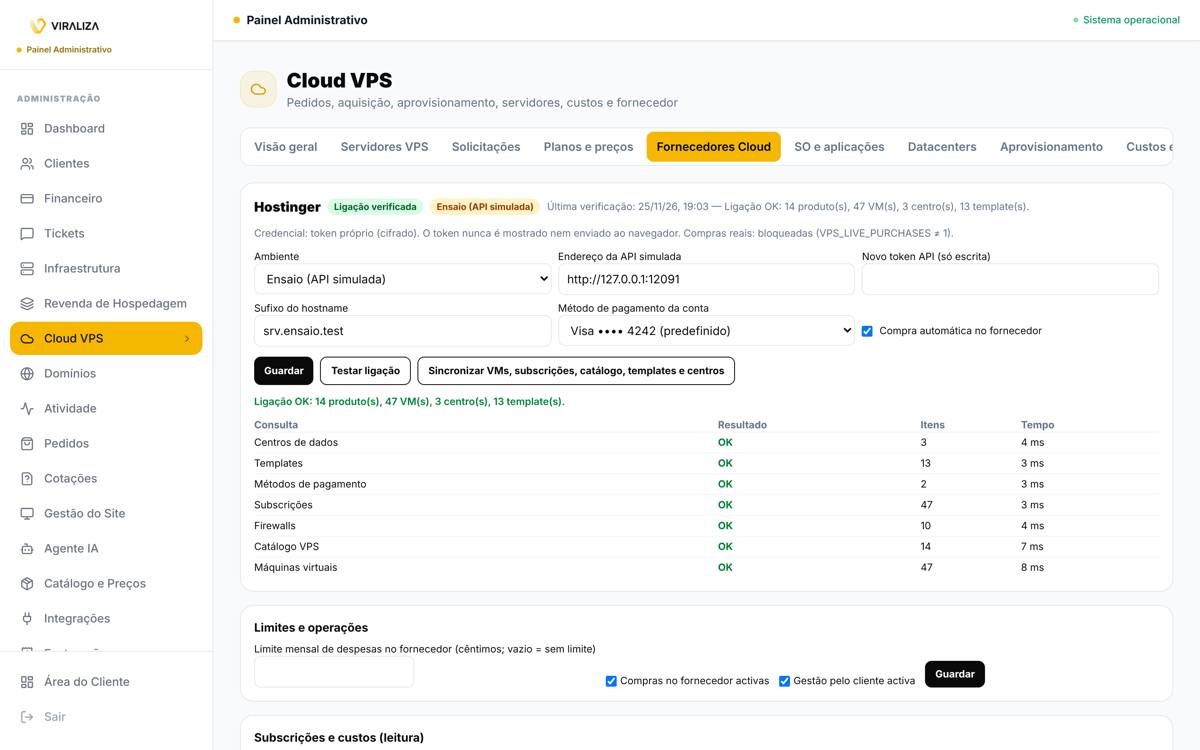 VIRALIZA
Painel Administrativo
ADMINISTRAÇÃO
Dashboard
Clientes
Financeiro
Tickets
Infraestrutura
Revenda de Hospedagem
Cloud VPS
Domínios
Atividade
Pedidos
Cotações
Gestão do Site
Agente IA
Catálogo e Preços
Integrações
Área do Cliente
Sair
Painel Administrativo
Sistema operacional
Cloud VPS
Pedidos, aquisição, aprovisionamento, servidores, custos e fornecedor
Visão geral Servidores VPS Solicitações Planos e preços Fornecedores Cloud SO e aplicações Datacenters Aprovisionamento Custos e
Hostinger Ligação verificada Ensaio (API simulada) Última verificação: 25/11/26, 19:03 — Ligação OK: 14 produto(s), 47 VM(s), 3 centro(s), 13 template(s).
Credencial: token próprio (cifrado). O token nunca é mostrado nem enviado ao navegador. Compras reais: bloqueadas (VPS_LIVE_PURCHASES ≠ 1).
Ambiente Endereço da API simulada Novo token API (só escrita)
Ensaio (API simulada) http://127.0.0.1:12091
Sufixo do hostname Método de pagamento da conta
srv.ensaio.test Visa •••• 4242 (predefinido) Compra automática no fornecedor
Guardar Testar ligação Sincronizar VMs, subscrições, catálogo, templates e centros
Ligação OK: 14 produto(s), 47 VM(s), 3 centro(s), 13 template(s).
Consulta Resultado Itens Tempo
Centros de dados OK 3 4 ms
Templates OK 13 3 ms
Métodos de pagamento OK 2 3 ms
Subscrições OK 47 3 ms
Firewalls OK 10 4 ms
Catálogo VPS OK 14 7 ms
Máquinas virtuais OK 47 8 ms
Limites e operações
Limite mensal de despesas no fornecedor (cêntimos; vazio = sem limite)
Compras no fornecedor activas Gestão pelo cliente activa Guardar
Subscrições e custos (leitura)